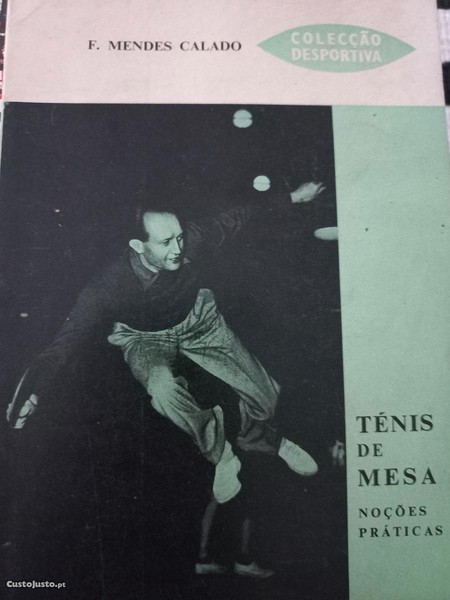 F. MENDES CALADO
COLECÇÃO
DESPORTIVA
TÉNIS
DE
MESA
NOÇÕES
PRÁTICAS
CustoJusto.pt